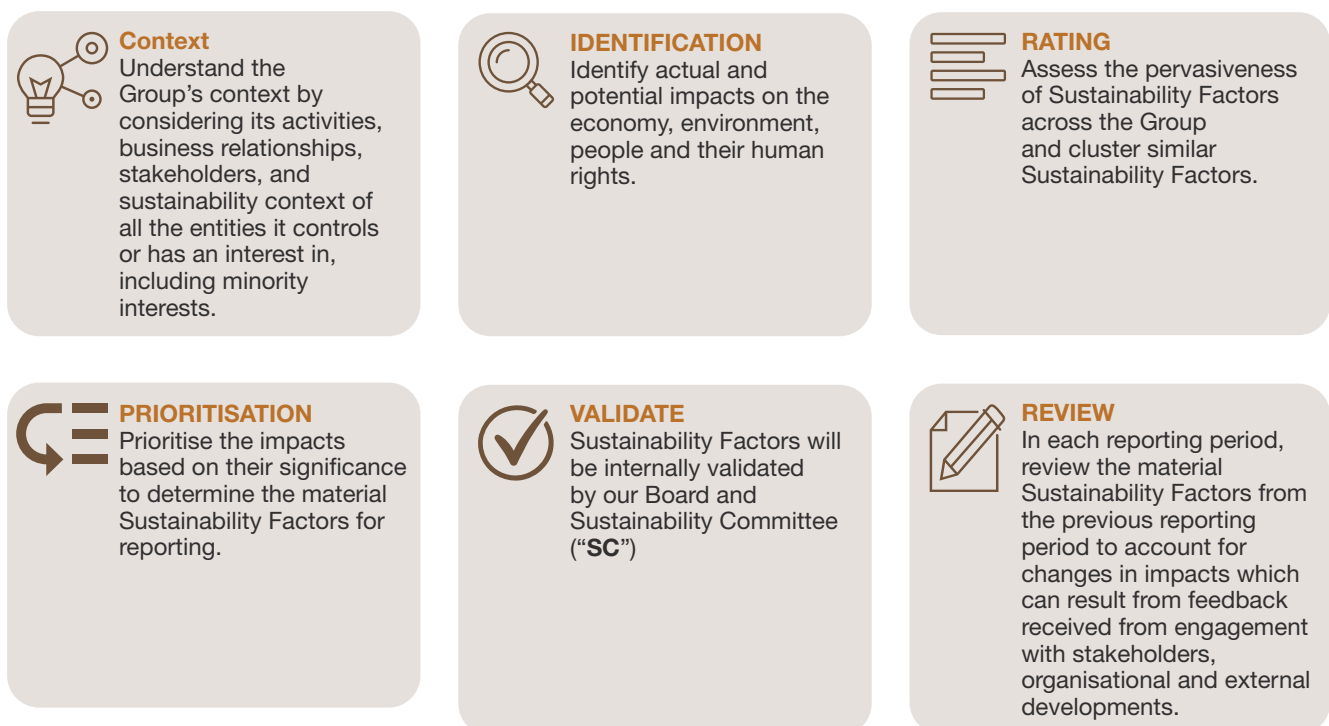 Context
Understand the
Group’s context by
considering its activities,
business relationships,
stakeholders, and
sustainability context of
all the entities it controls
or has an interest in,
including minority
interests.
IDENTIFICATION
Identify actual and
potential impacts on the
economy, environment,
people and their human
rights.
RATING
Assess the pervasiveness
of Sustainability Factors
across the Group
and cluster similar
Sustainability Factors.
PRIORITISATION
Prioritise the impacts
based on their significance
to determine the material
Sustainability Factors for
reporting.
VALIDATE
Sustainability Factors will
be internally validated
by our Board and
Sustainability Committee
(“SC”)
REVIEW
In each reporting period,
review the material
Sustainability Factors from
the previous reporting
period to account for
changes in impacts which
can result from feedback
received from engagement
with stakeholders,
organisational and external
developments.